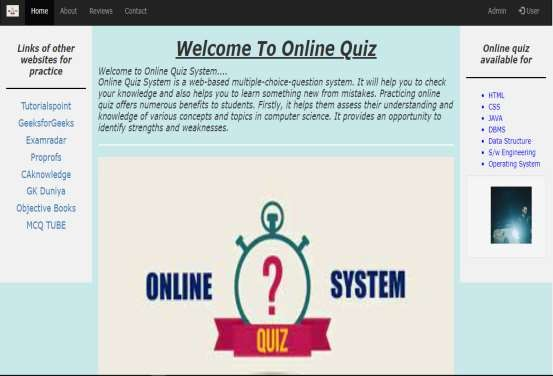 Home About Reviews Contact Admin User
Links of other
websites for
practice
Tutorialspoint
GeeksforGeeks
Examradar
Proprofs
CAknowledge
GK Duniya
Objective Books
MCQ TUBE
Welcome To Online Quiz
Welcome to Online Quiz System....
Online Quiz System is a web-based multiple-choice-question system. It will help you to check
your knowledge and also helps you to learn something new from mistakes. Practicing online
quiz offers numerous benefits to students. Firstly, it helps them assess their understanding and
knowledge of various concepts and topics in computer science. It provides an opportunity to
identify strengths and weaknesses.
ONLINE ? SYSTEM
QUIZ
Online quiz
available for
HTML
CSS
JAVA
DBMS
Data Structure
S/w Engineering
Operating System